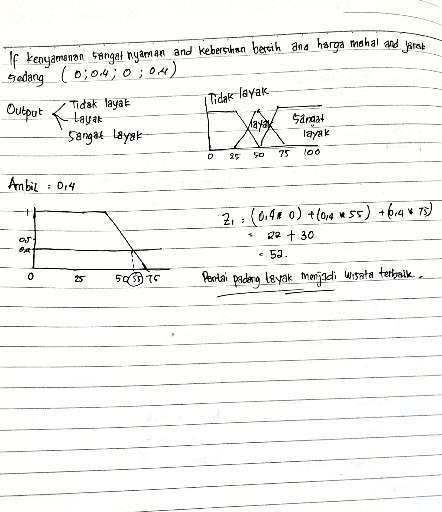 If kenyamanan sangat nyaman and kebersihan bersih and harga mahal and jarak
sedang (0;0,4;0;0,4)
Output
Tidak layak
Layak
Sangat layak
Tidak layak
layak
Sangat
layak
0 25 50 75 100
Ambil : 0,4
1
0,5
0,4
0 25 50 55 75
Z1 : (0,4 * 0) + (0,4 * 55) + (0,4 * 75)
= 22 + 30
= 52.
Pantai padang layak menjadi wisata terbaik.